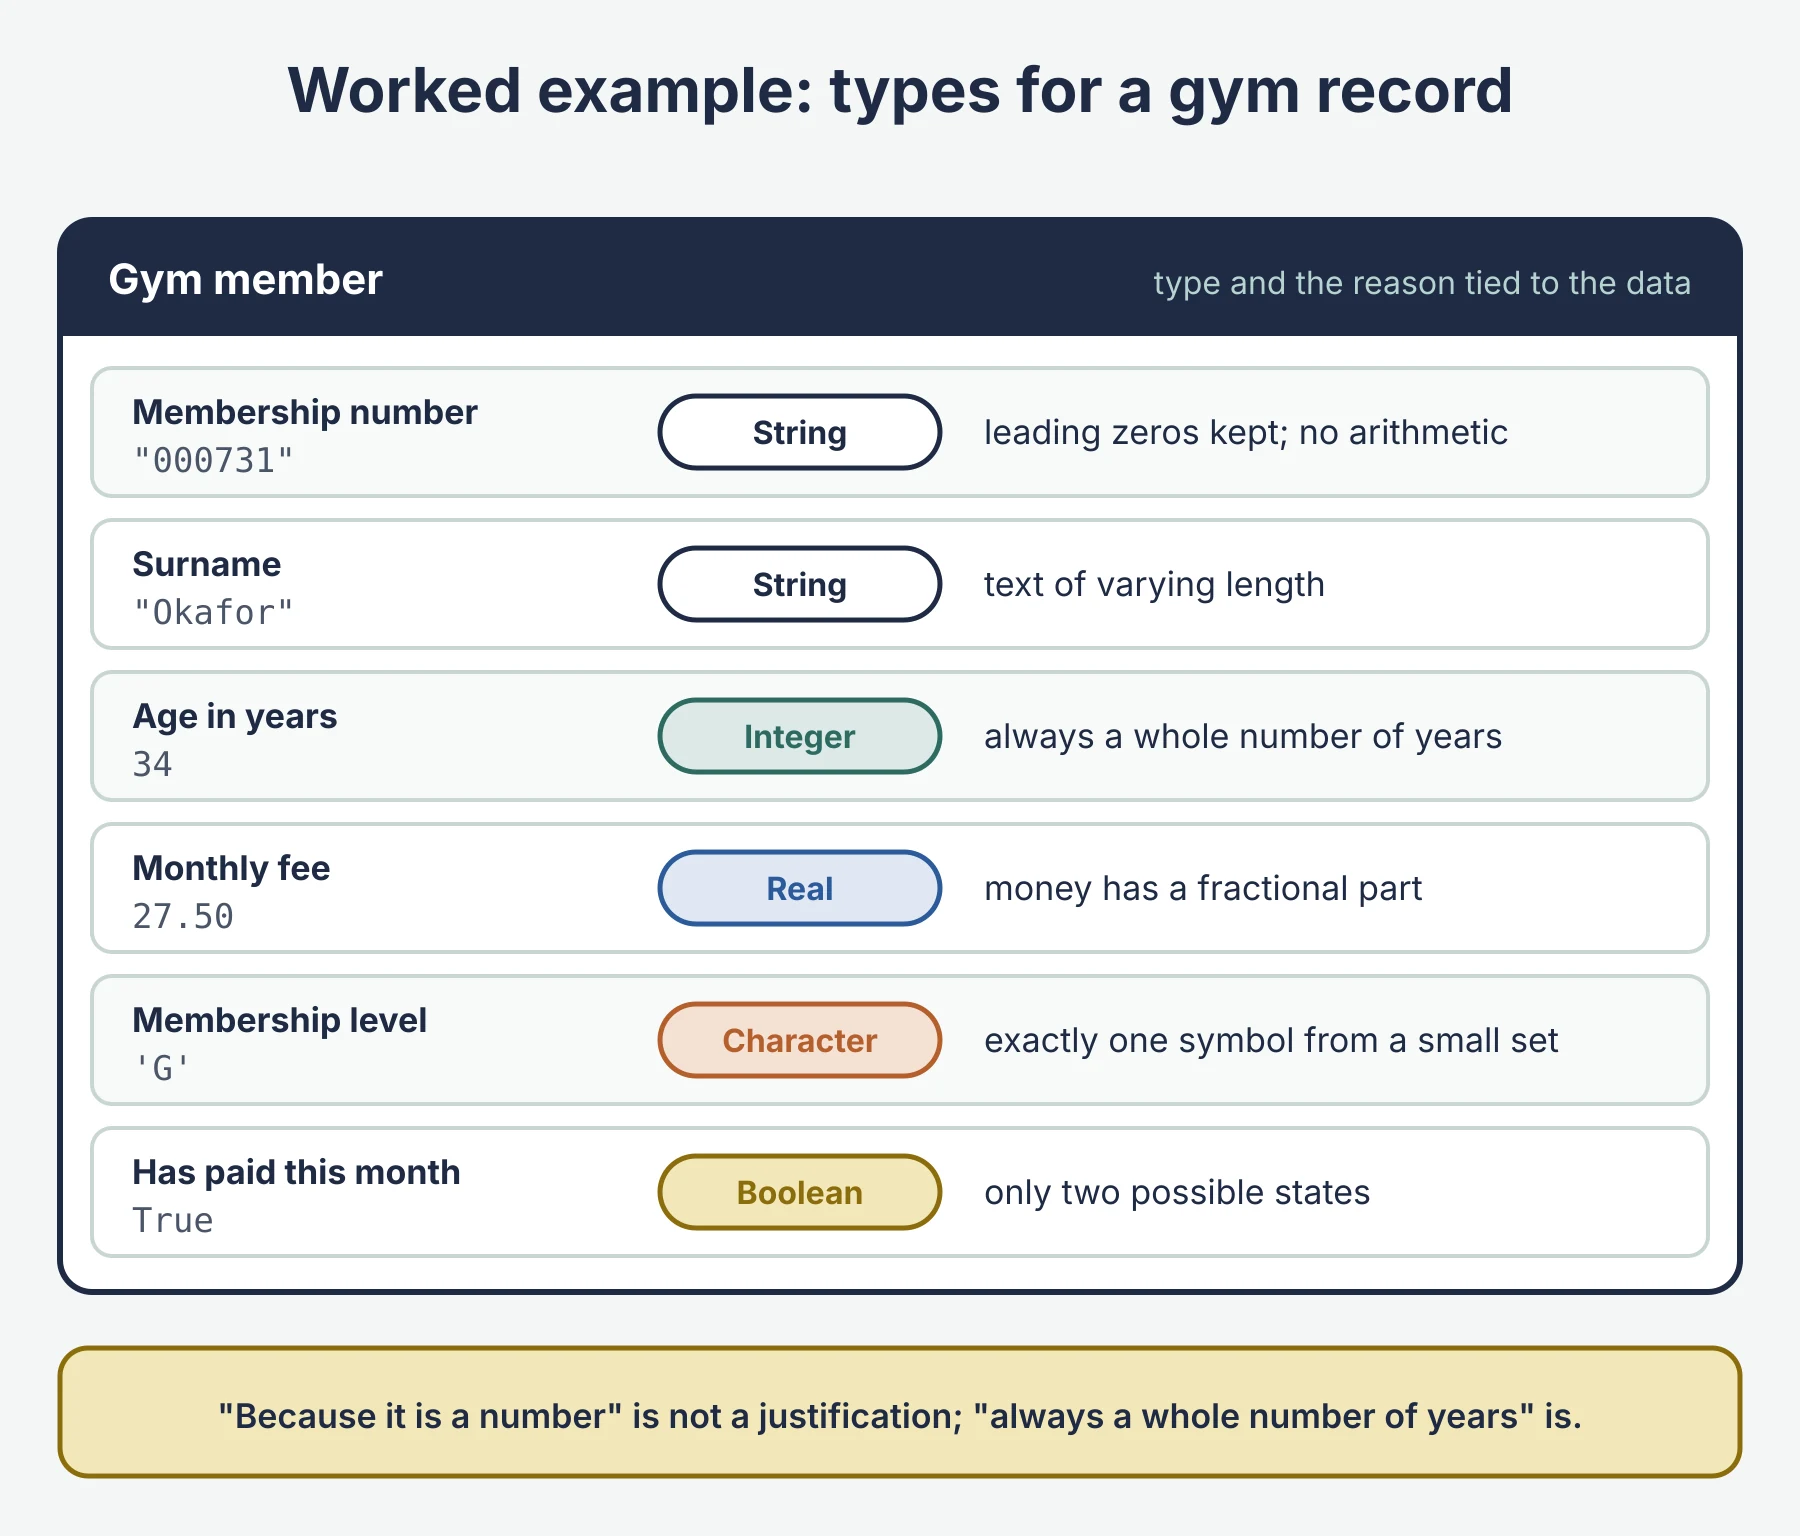 Worked example: types for a gym record
Gym member
type and the reason tied to the data
Membership number
"000731"
String
leading zeros kept; no arithmetic
Surname
"Okafor"
String
text of varying length
Age in years
34
Integer
always a whole number of years
Monthly fee
27.50
Real
money has a fractional part
Membership level
'G'
Character
exactly one symbol from a small set
Has paid this month
True
Boolean
only two possible states
"Because it is a number" is not a justification; "always a whole number of years" is.